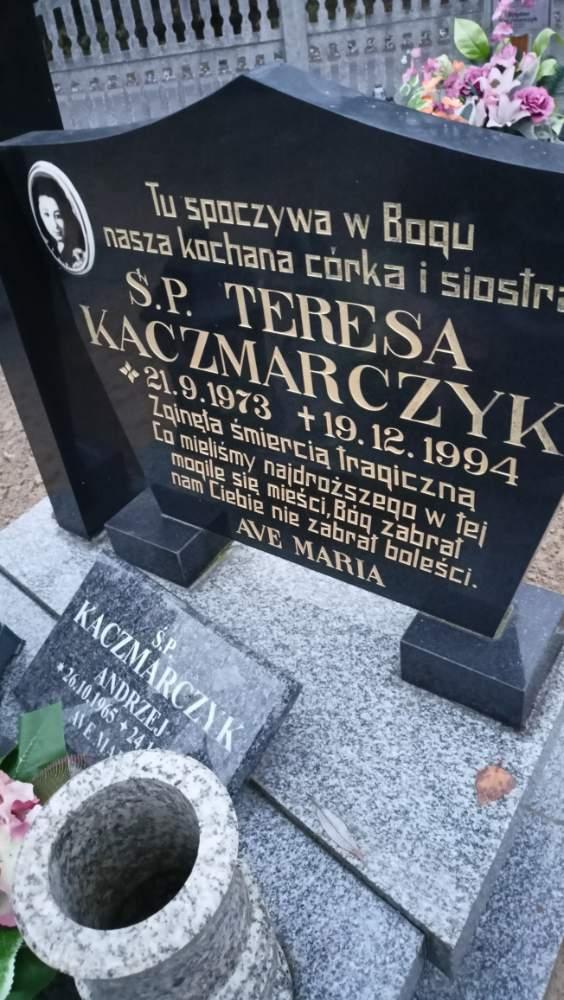 Tu spoczywa w Bogu
nasza kochana córka i siostra
Ś.P. TERESA
KACZMARCZYK
* 21.9.1973 † 19.12.1994
Zginęła śmiercią tragiczną
Co mieliśmy najdroższego w tej
mogile się mieści, Bóg zabrał
nam Ciebie nie zabrał boleści.
AVE MARIA
Ś.P.
KACZMARCZYK
ANDRZEJ
*26.10.1965 +
AVE